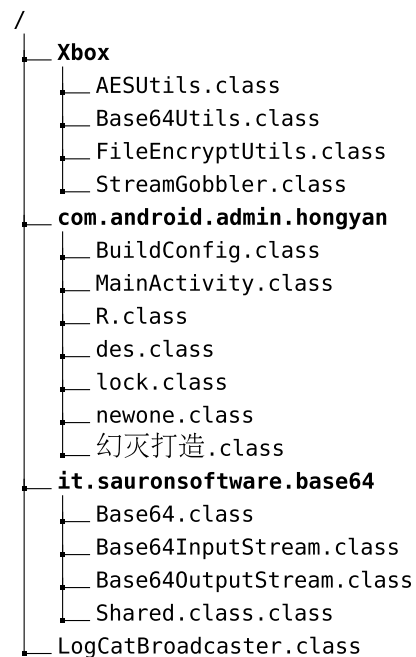 /
Xbox
AESUtils.class
Base64Utils.class
FileEncryptUtils.class
StreamGobbler.class
com.android.admin.hongyan
BuildConfig.class
MainActivity.class
R.class
des.class
lock.class
newone.class
幻灭打造.class
it.sauronsoftware.base64
Base64.class
Base64InputStream.class
Base64OutputStream.class
Shared.class.class
LogCatBroadcaster.class